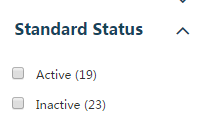 Standard Status
Active (19)
Inactive (23)